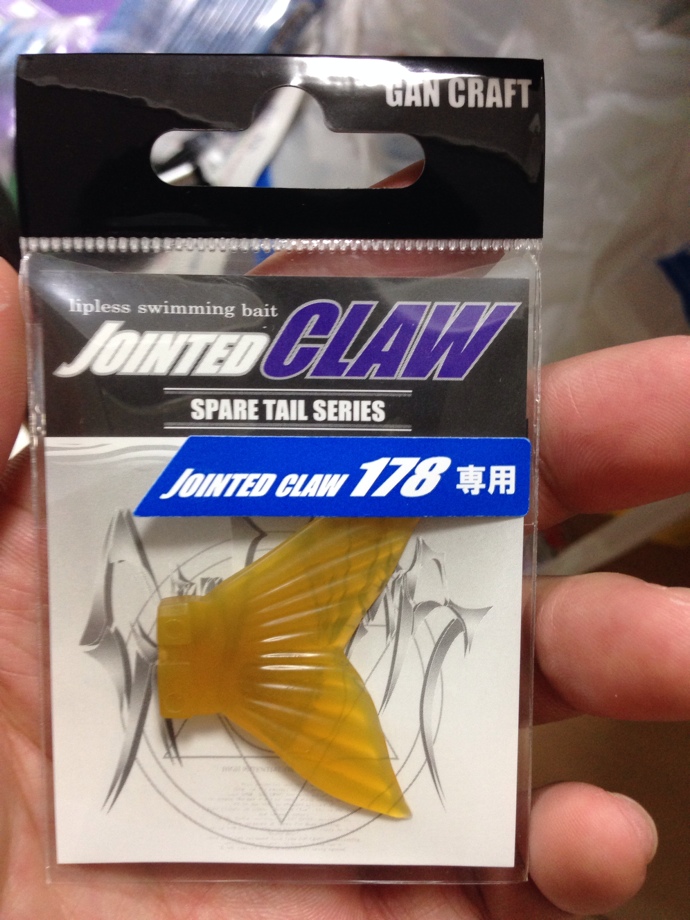 GAN CRAFT
lipless swimming bait
JOINTED CLAW
SPARE TAIL SERIES
JOINTED CLAW 178 専用